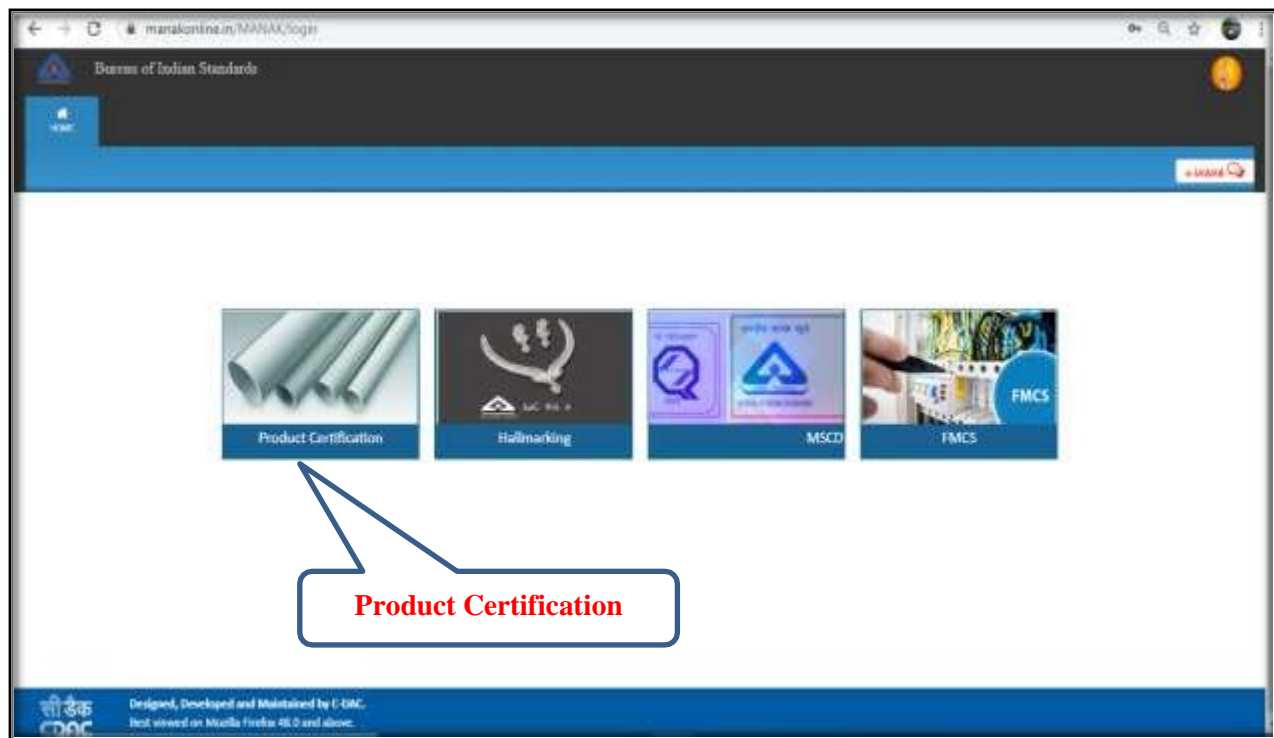 manakonline.in/MANAK/login
Bureau of Indian Standards
HOME
Product Certification
Hallmarking
MSCD
FMCS
FMCS
Product Certification
सी डैक
CDAC
Designed, Developed and Maintained by C-DAC.
Best viewed on Mozilla Firefox 48.0 and above.